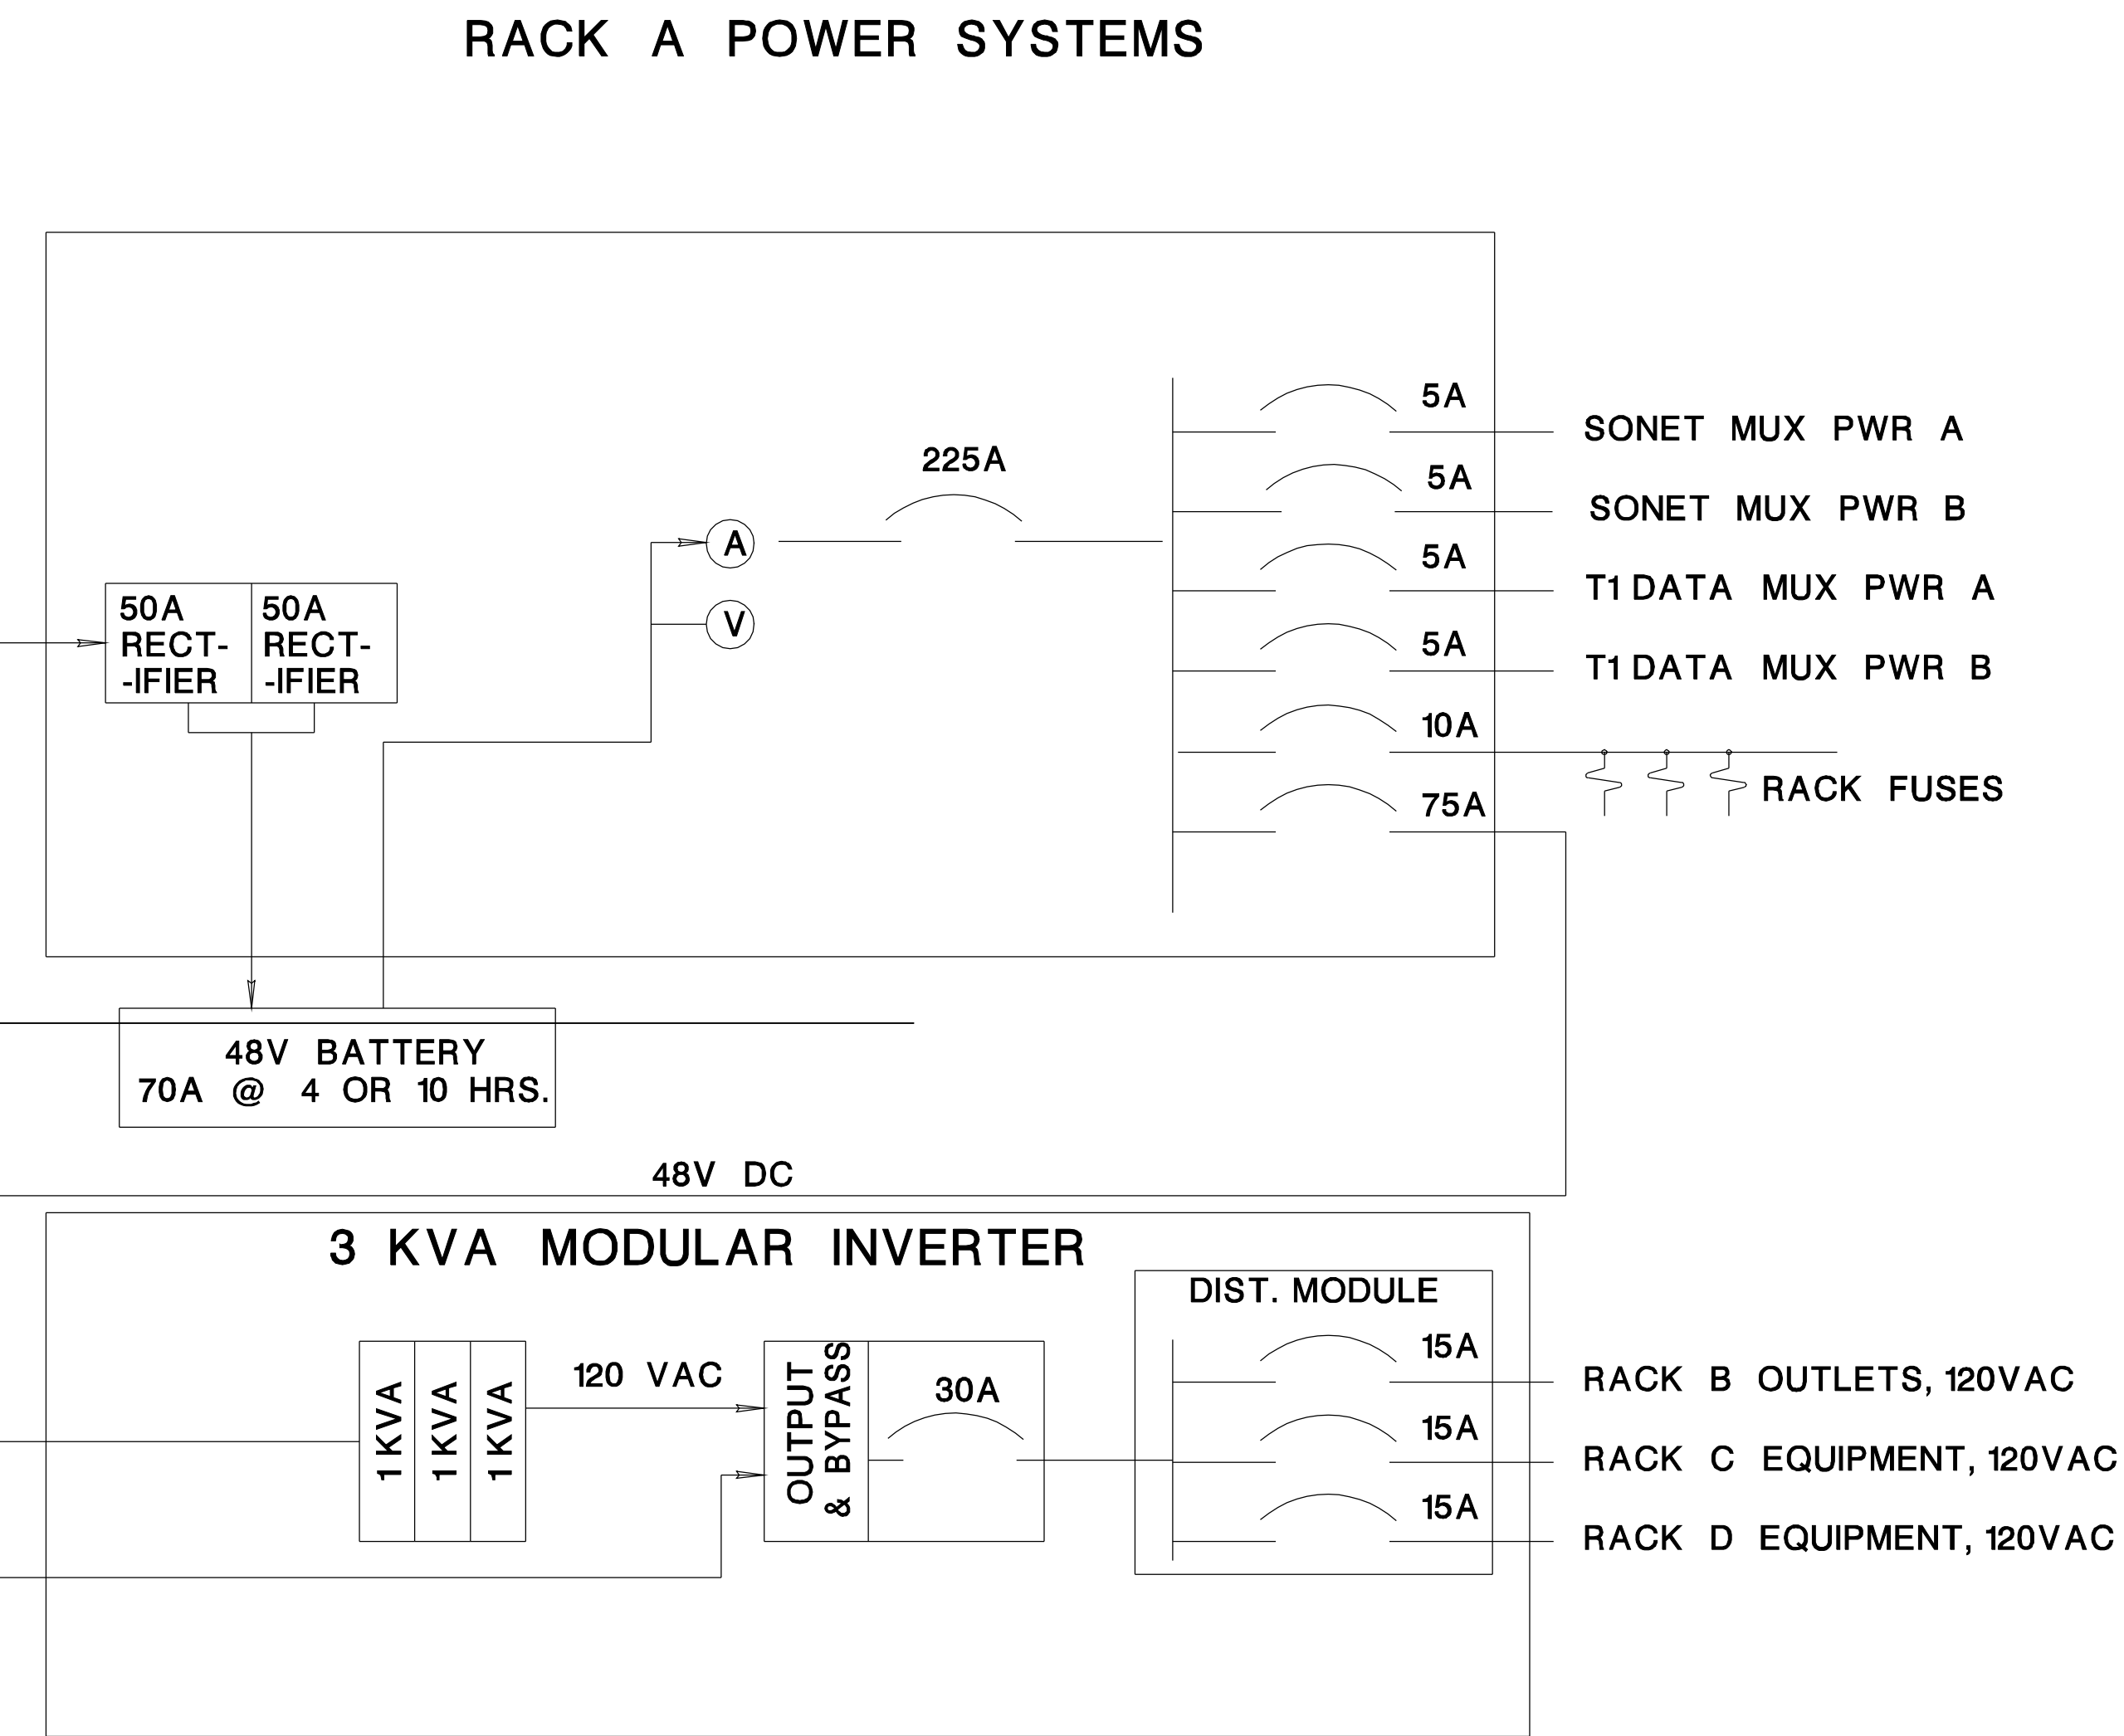 RACK A POWER SYSTEMS
5A
SONET MUX PWR A
225A
5A
SONET MUX PWR B
A
5A
T1 DATA MUX PWR A
50A
RECT-
-IFIER
50A
RECT-
-IFIER
V
5A
T1 DATA MUX PWR B
10A
RACK FUSES
75A
48V BATTERY
70A @ 4 OR 10 HRS.
48V DC
3 KVA MODULAR INVERTER
DIST. MODULE
1 KVA
1 KVA
1 KVA
120 VAC
OUTPUT
& BYPASS
30A
15A
RACK B OUTLETS, 120VAC
15A
RACK C EQUIPMENT, 120VAC
15A
RACK D EQUIPMENT, 120VAC